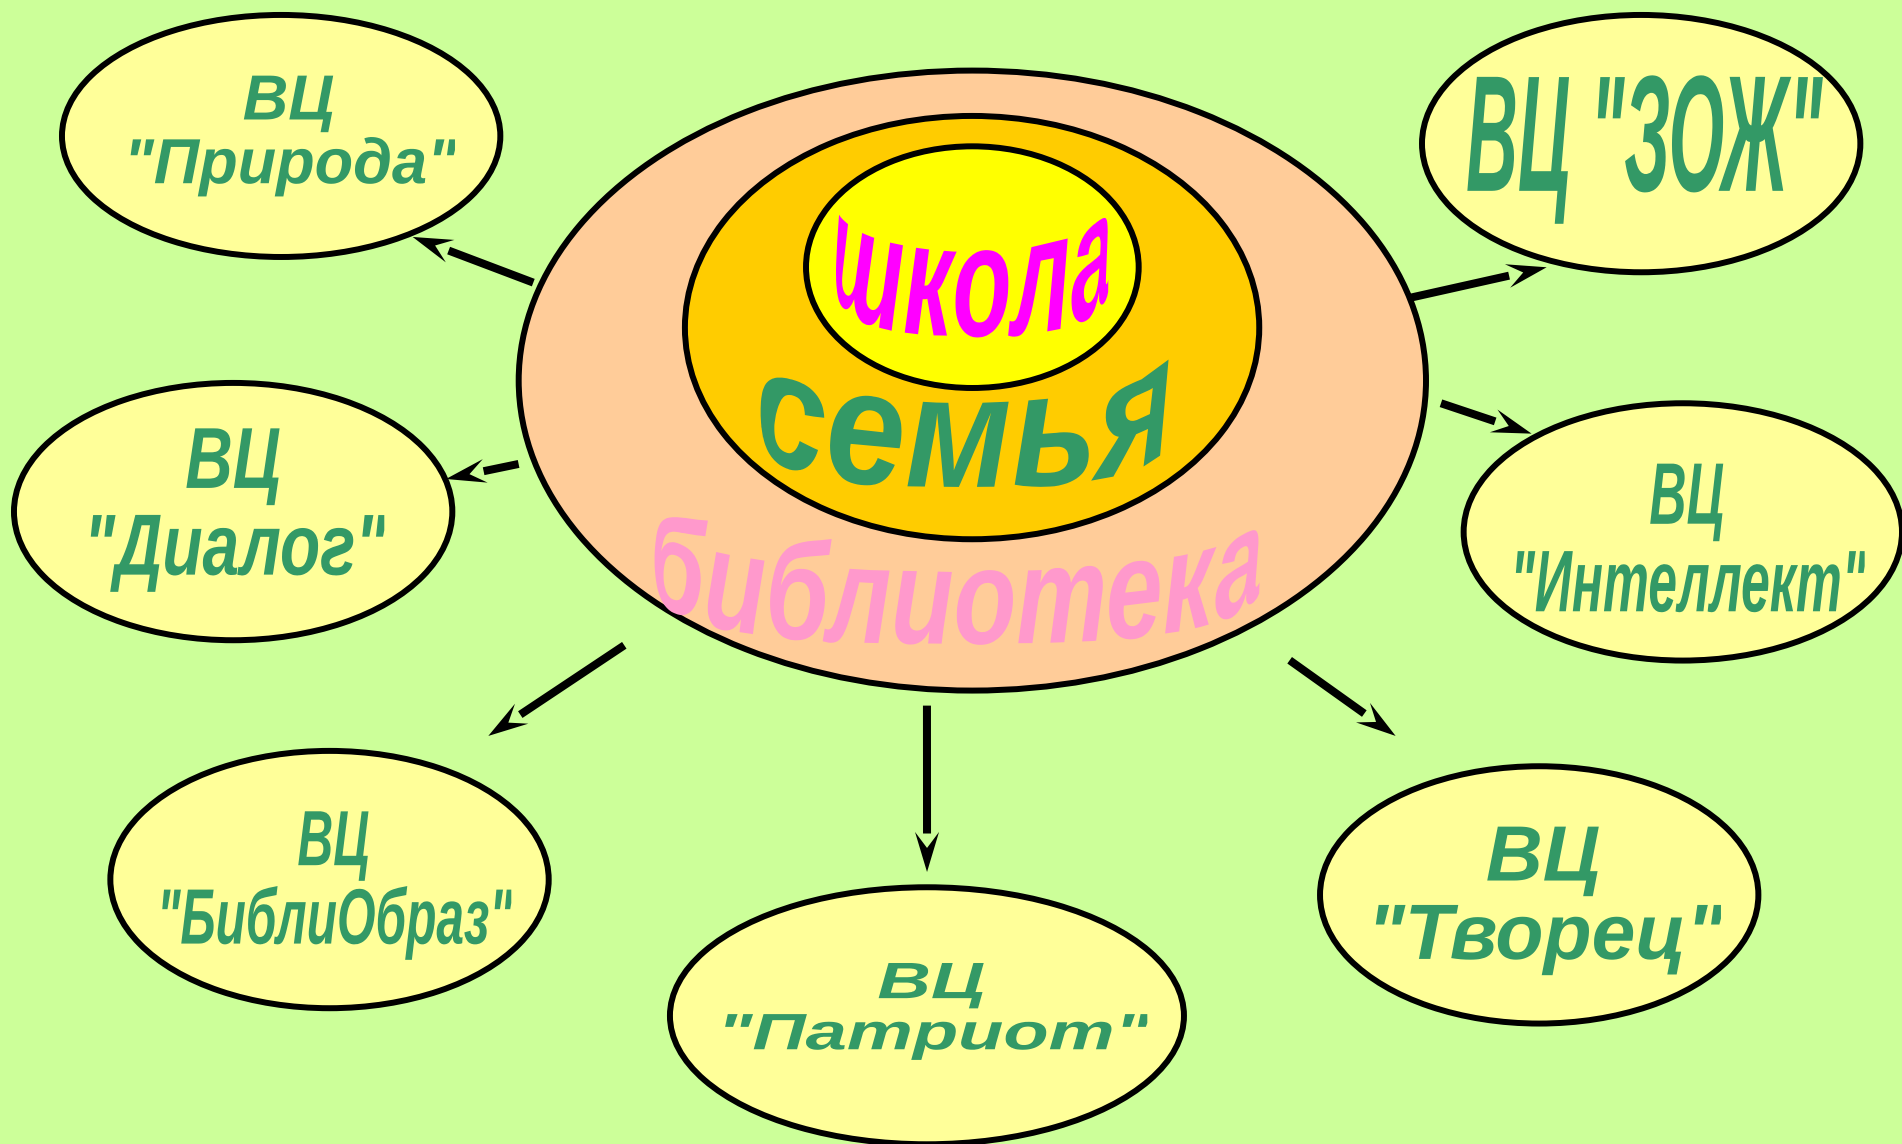 ВЦ
"Природа"
ВЦ "ЗОЖ"
школа
семья
библиотека
ВЦ
"Диалог"
ВЦ
"Интеллект"
ВЦ
"БиблиОбраз"
ВЦ
"Патриот"
ВЦ
"Творец"